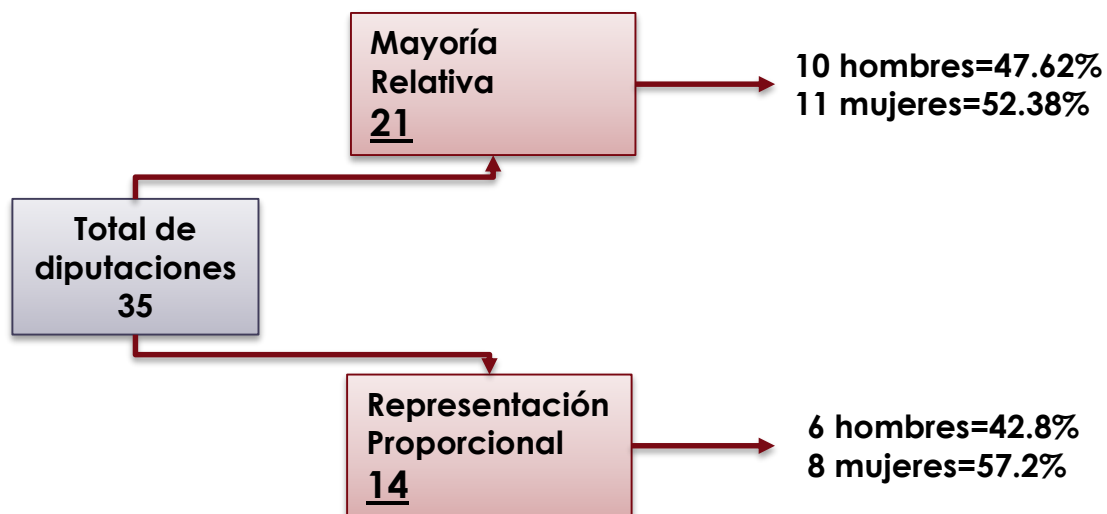 Mayoría
Relativa
21
10 hombres=47.62%
11 mujeres=52.38%
Total de
diputaciones
35
Representación
Proporcional
14
6 hombres=42.8%
8 mujeres=57.2%